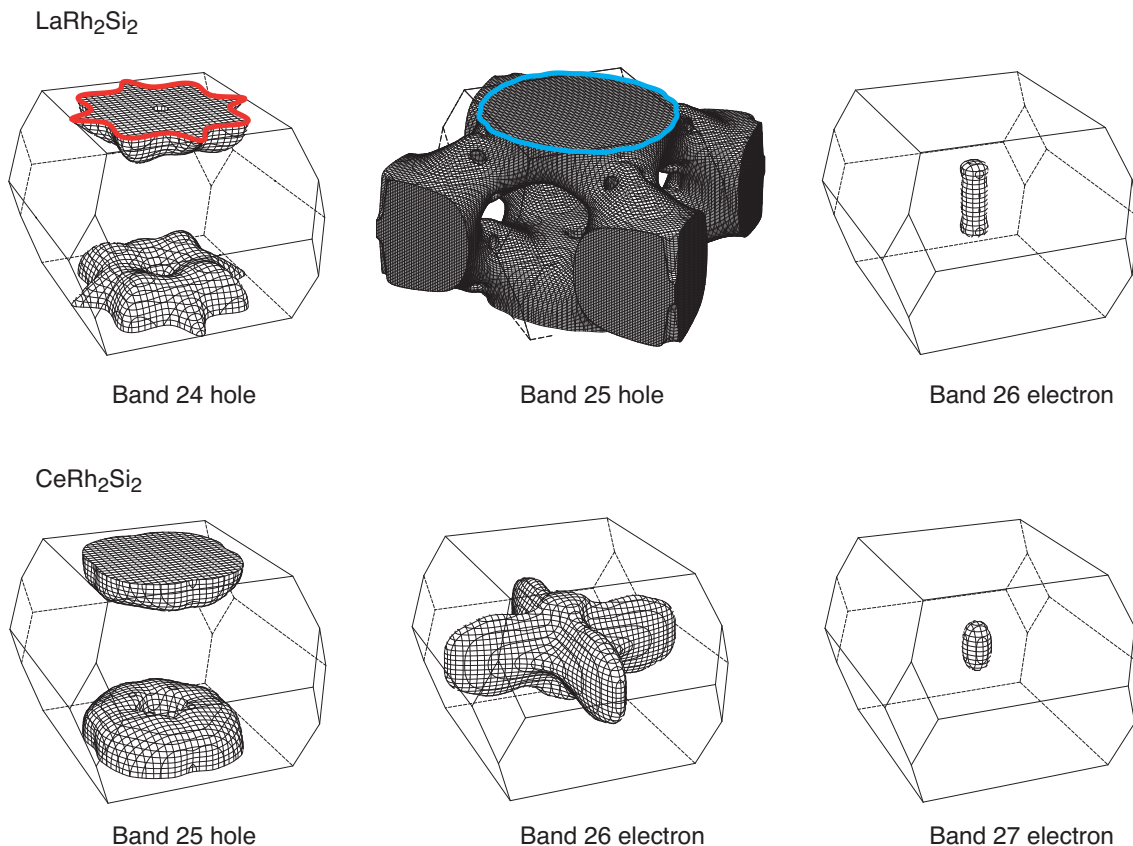 LaRh₂Si₂
Band 24 hole
Band 25 hole
Band 26 electron
CeRh₂Si₂
Band 25 hole
Band 26 electron
Band 27 electron